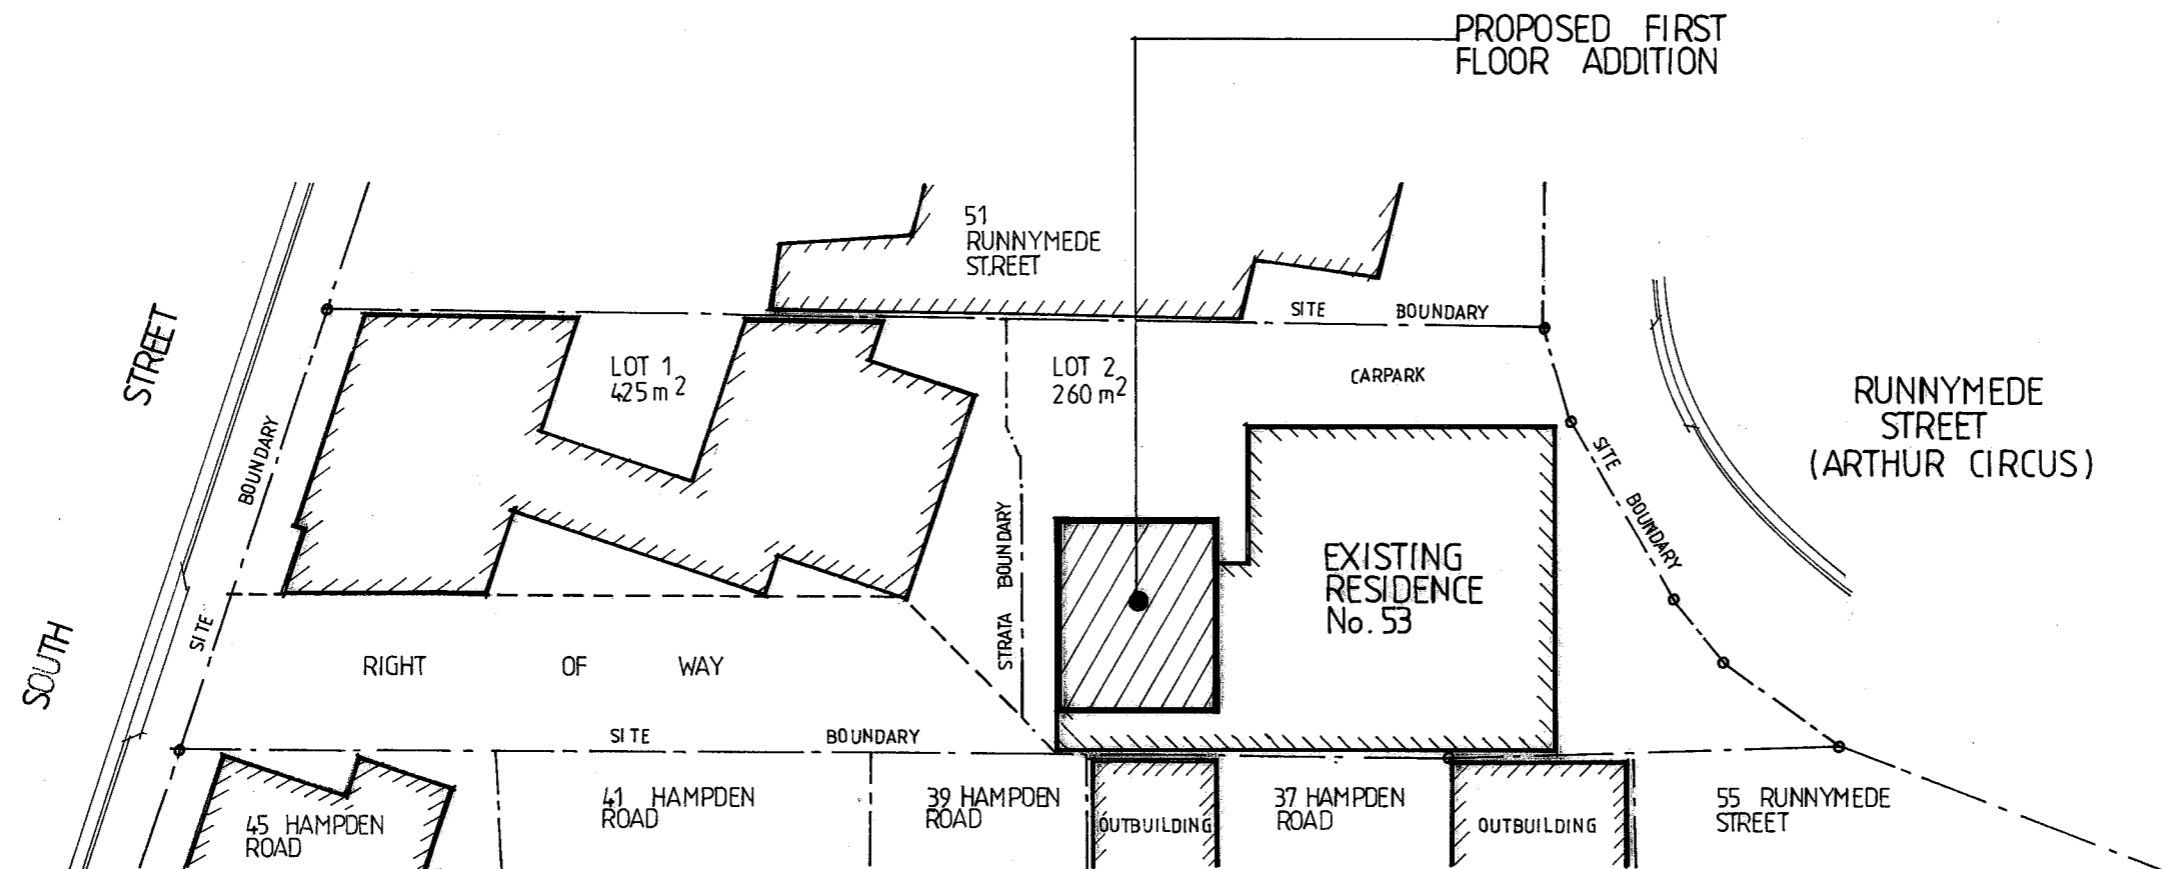 PROPOSED FIRST
FLOOR ADDITION
51
RUNNYMEDE
STREET
SITE BOUNDARY
STREET
LOT 1
425 m2
LOT 2
260 m2
CARPARK
RUNNYMEDE
STREET
(ARTHUR CIRCUS)
BOUNDARY
SITE BOUNDARY
STRATA BOUNDARY
EXISTING
RESIDENCE
No. 53
SITE
SOUTH
RIGHT OF WAY
SITE BOUNDARY
45 HAMPDEN
ROAD
41 HAMPDEN
ROAD
39 HAMPDEN
ROAD
OUTBUILDING
37 HAMPDEN
ROAD
OUTBUILDING
55 RUNNYMEDE
STREET